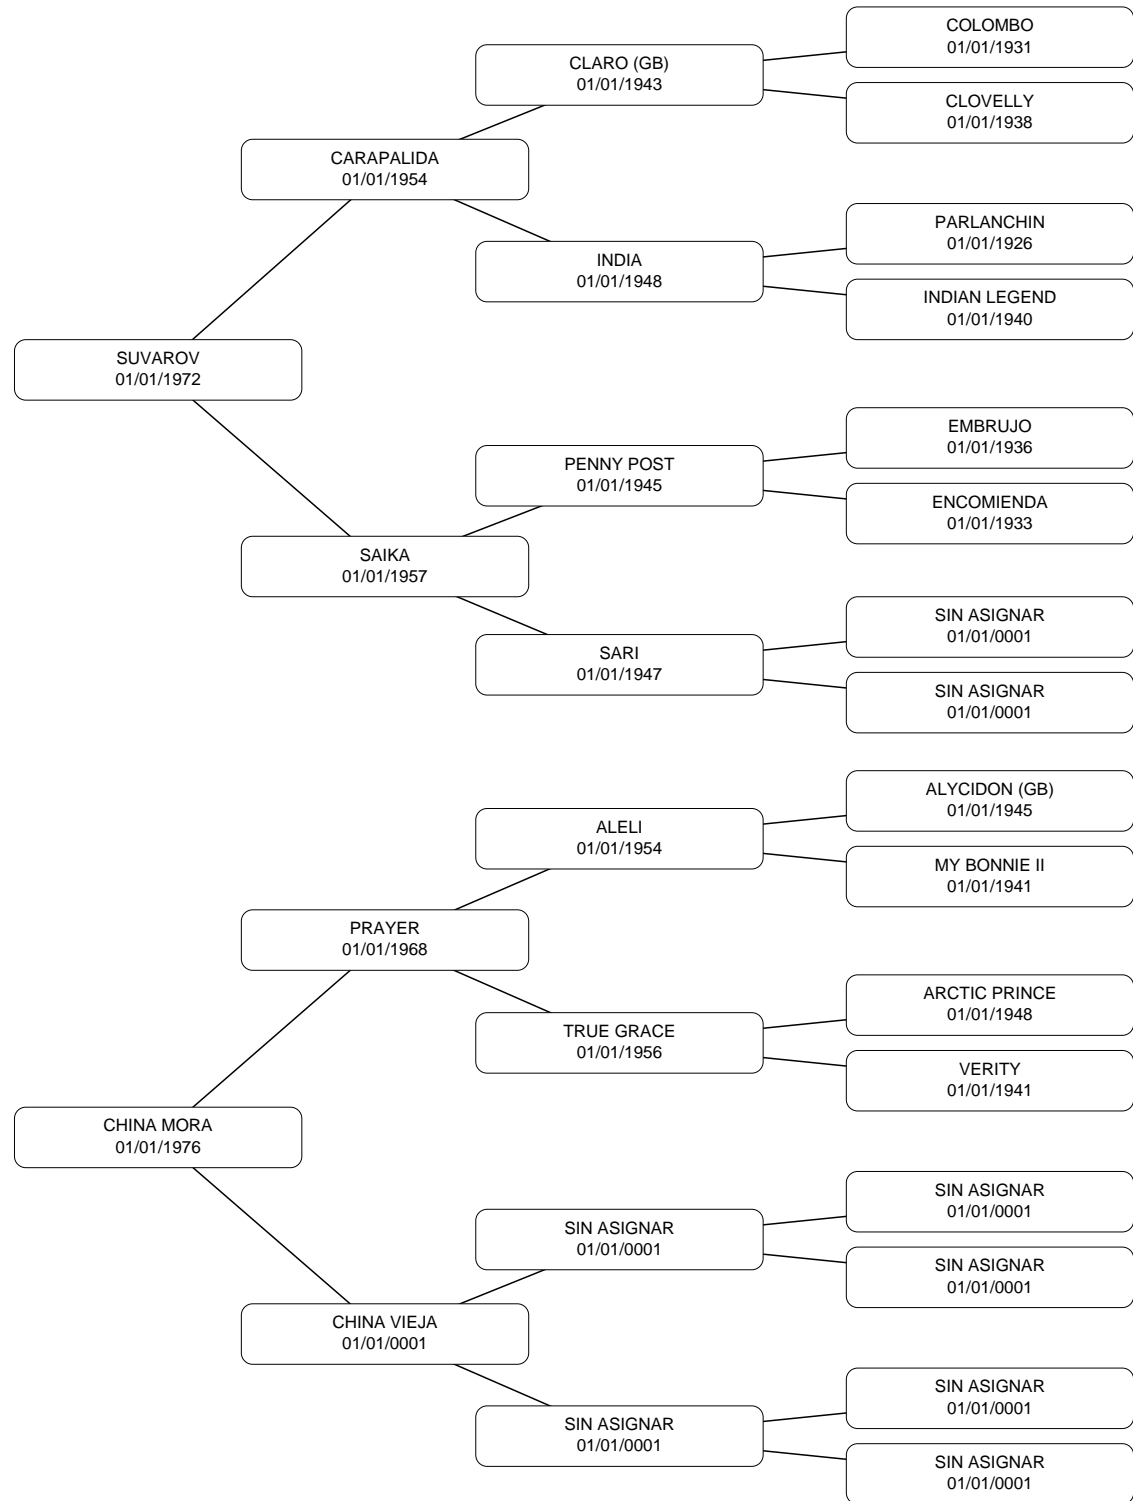 COLOMBO
01/01/1931
CLARO (GB)
01/01/1943
CLOVELLY
01/01/1938
CARAPALIDA
01/01/1954
PARLANCHIN
01/01/1926
INDIA
01/01/1948
INDIAN LEGEND
01/01/1940
SUVAROV
01/01/1972
EMBRUJO
01/01/1936
PENNY POST
01/01/1945
ENCOMIENDA
01/01/1933
SAIKA
01/01/1957
SIN ASIGNAR
01/01/0001
SARI
01/01/1947
SIN ASIGNAR
01/01/0001
ALYCIDON (GB)
01/01/1945
ALELI
01/01/1954
MY BONNIE II
01/01/1941
PRAYER
01/01/1968
ARCTIC PRINCE
01/01/1948
TRUE GRACE
01/01/1956
VERITY
01/01/1941
CHINA MORA
01/01/1976
SIN ASIGNAR
01/01/0001
SIN ASIGNAR
01/01/0001
SIN ASIGNAR
01/01/0001
CHINA VIEJA
01/01/0001
SIN ASIGNAR
01/01/0001
SIN ASIGNAR
01/01/0001
SIN ASIGNAR
01/01/0001